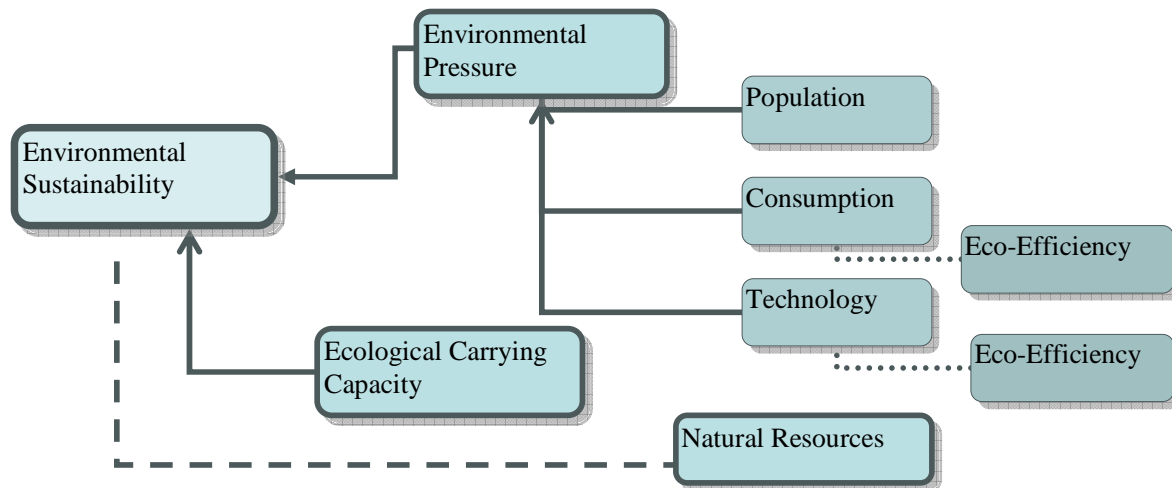 Environmental
Pressure
Population
Environmental
Sustainability
Consumption
Eco-Efficiency
Technology
Ecological Carrying
Capacity
Eco-Efficiency
Natural Resources